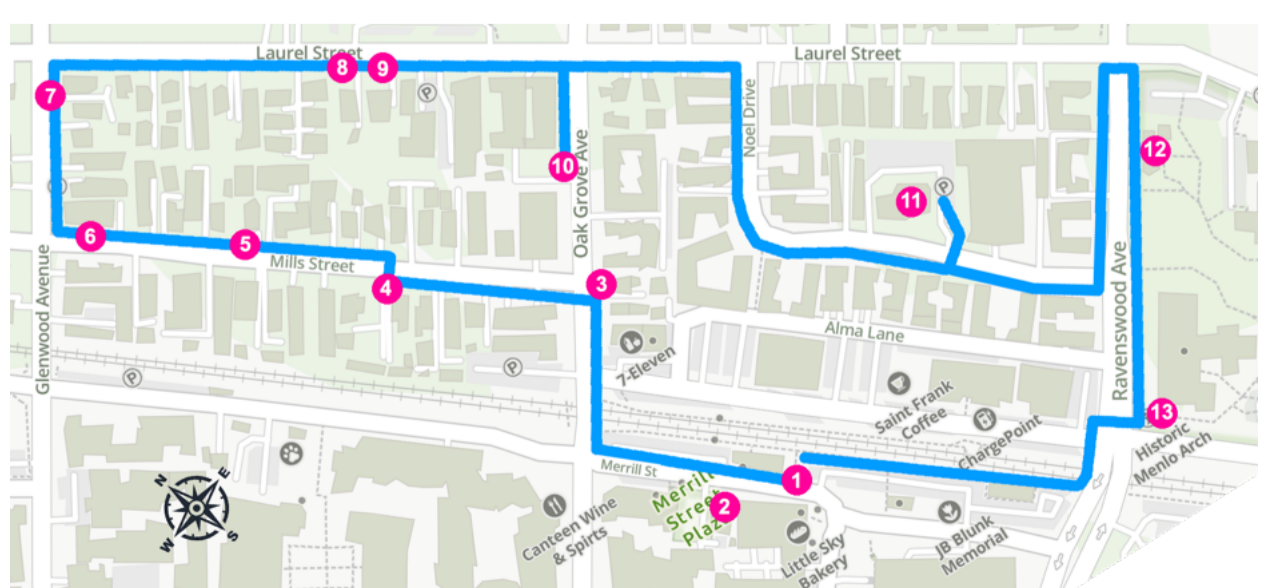 Laurel Street
Laurel Street
8
9
7
P
Noel Drive
12
10
Oak Grove Ave
P
11
6
5
Mills Street
4
3
Glenwood Avenue
Ravenswood Ave
Alma Lane
7-Eleven
P
P
Saint Frank
Coffee
ChargePoint
13
Historic
Menlo Arch
Merrill St
1
Merrill
Street
Plaz
2
N
E
W
S
Canteen Wine
& Spirts
Little Sky
Bakery
JB Blunk
Memorial